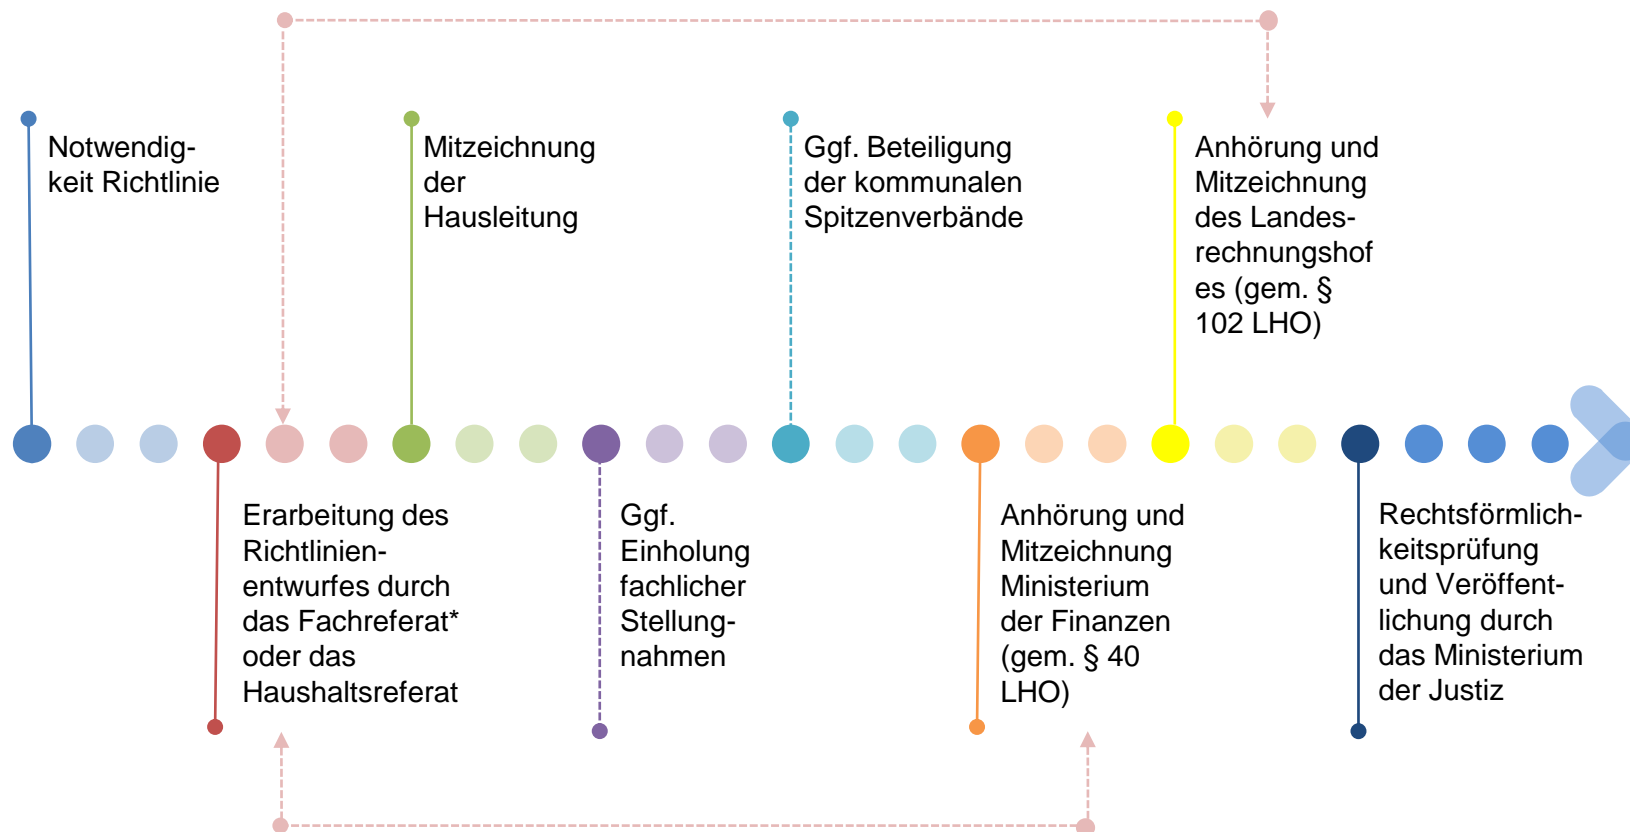 Notwendig-
keit Richtlinie
Mitzeichnung
der
Hausleitung
Ggf. Beteiligung
der kommunalen
Spitzenverbände
Anhörung und
Mitzeichnung
des Landes-
rechnungshof
es (gem. §
102 LHO)
Erarbeitung des
Richtlinien-
entwurfes durch
das Fachreferat*
oder das
Haushaltsreferat
Ggf.
Einholung
fachlicher
Stellung-
nahmen
Anhörung und
Mitzeichnung
Ministerium
der Finanzen
(gem. § 40
LHO)
Rechtsförmlich-
keitsprüfung
und Veröffent-
lichung durch
das Ministerium
der Justiz